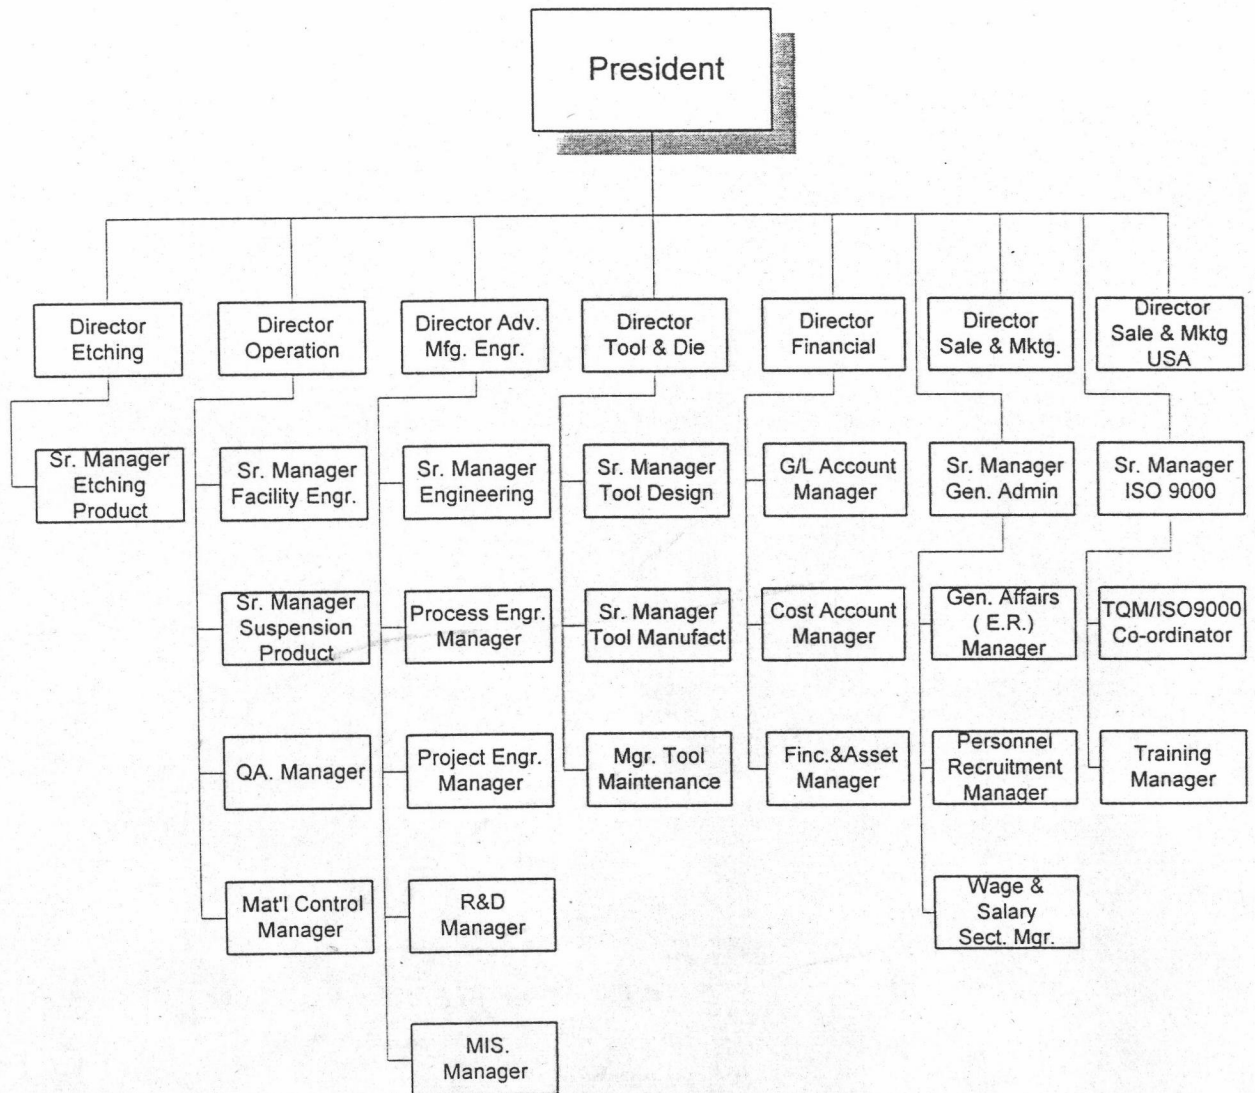 President
Director
Etching
Director
Operation
Director Adv.
Mfg. Engr.
Director
Tool & Die
Director
Financial
Director
Sale & Mktg.
Director
Sale & Mktg
USA
Sr. Manager
Etching
Product
Sr. Manager
Facility Engr.
Sr. Manager
Engineering
Sr. Manager
Tool Design
G/L Account
Manager
Sr. Manager
Gen. Admin
Sr. Manager
ISO 9000
Sr. Manager
Suspension
Product
Process Engr.
Manager
Sr. Manager
Tool Manufact
Cost Account
Manager
Gen. Affairs
( E.R.)
Manager
TQM/ISO9000
Co-ordinator
QA. Manager
Project Engr.
Manager
Mgr. Tool
Maintenance
Finc.&Asset
Manager
Personnel
Recruitment
Manager
Training
Manager
Mat'l Control
Manager
R&D
Manager
Wage &
Salary
Sect. Mgr.
MIS.
Manager